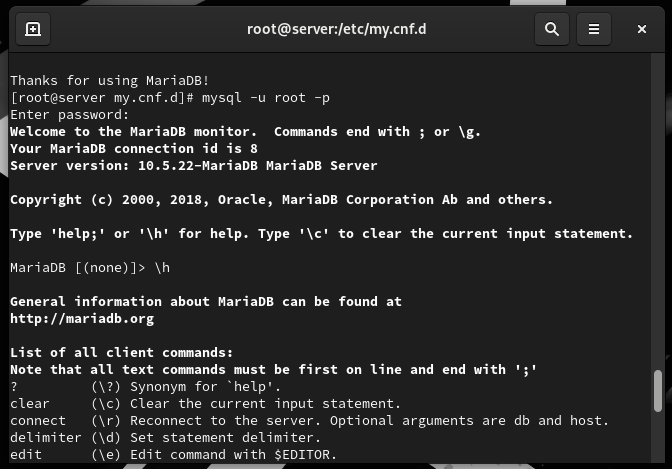 root@server:/etc/my.cnf.d
Thanks for using MariaDB!
[root@server my.cnf.d]# mysql -u root -p
Enter password:
Welcome to the MariaDB monitor.  Commands end with ; or \g.
Your MariaDB connection id is 8
Server version: 10.5.22-MariaDB MariaDB Server
Copyright (c) 2000, 2018, Oracle, MariaDB Corporation Ab and others.
Type 'help;' or '\h' for help. Type '\c' to clear the current input statement.
MariaDB [(none)]> \h
General information about MariaDB can be found at
http://mariadb.org
List of all client commands:
Note that all text commands must be first on line and end with ';'
?         (\?) Synonym for `help'.
clear     (\c) Clear the current input statement.
connect   (\r) Reconnect to the server. Optional arguments are db and host.
delimiter (\d) Set statement delimiter.
edit      (\e) Edit command with $EDITOR.